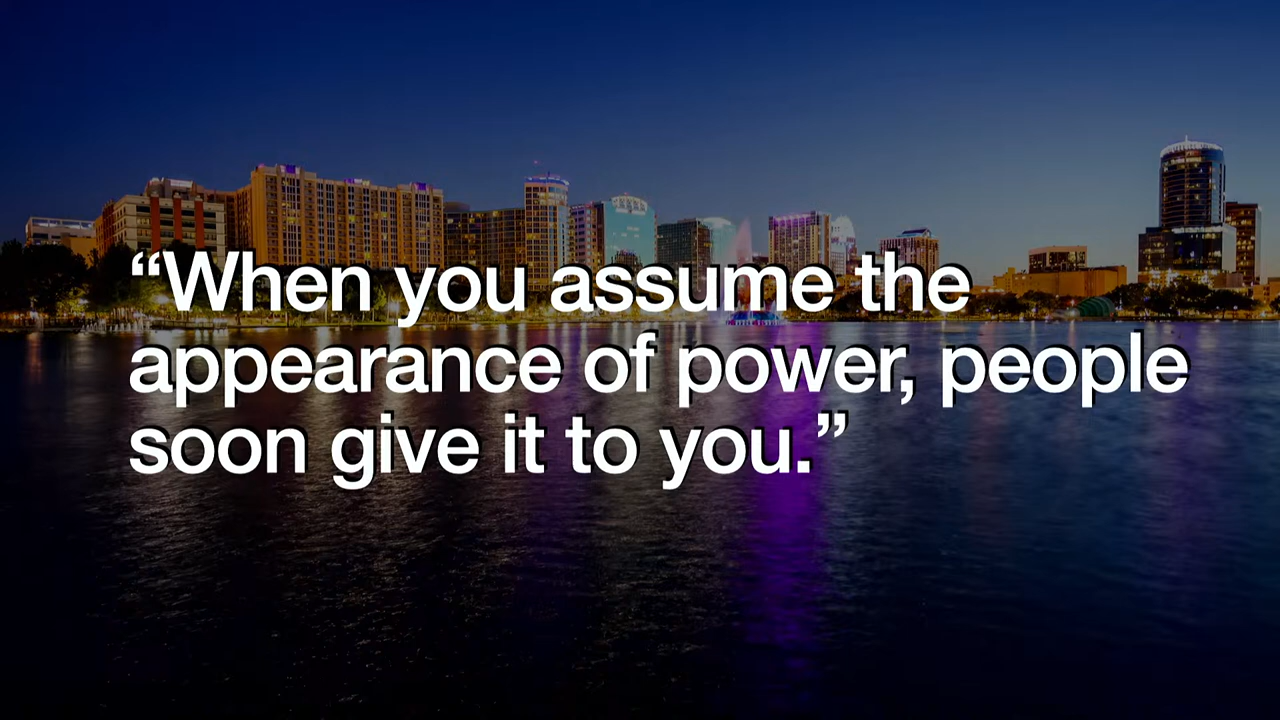 “When you assume the
appearance of power, people
soon give it to you.”